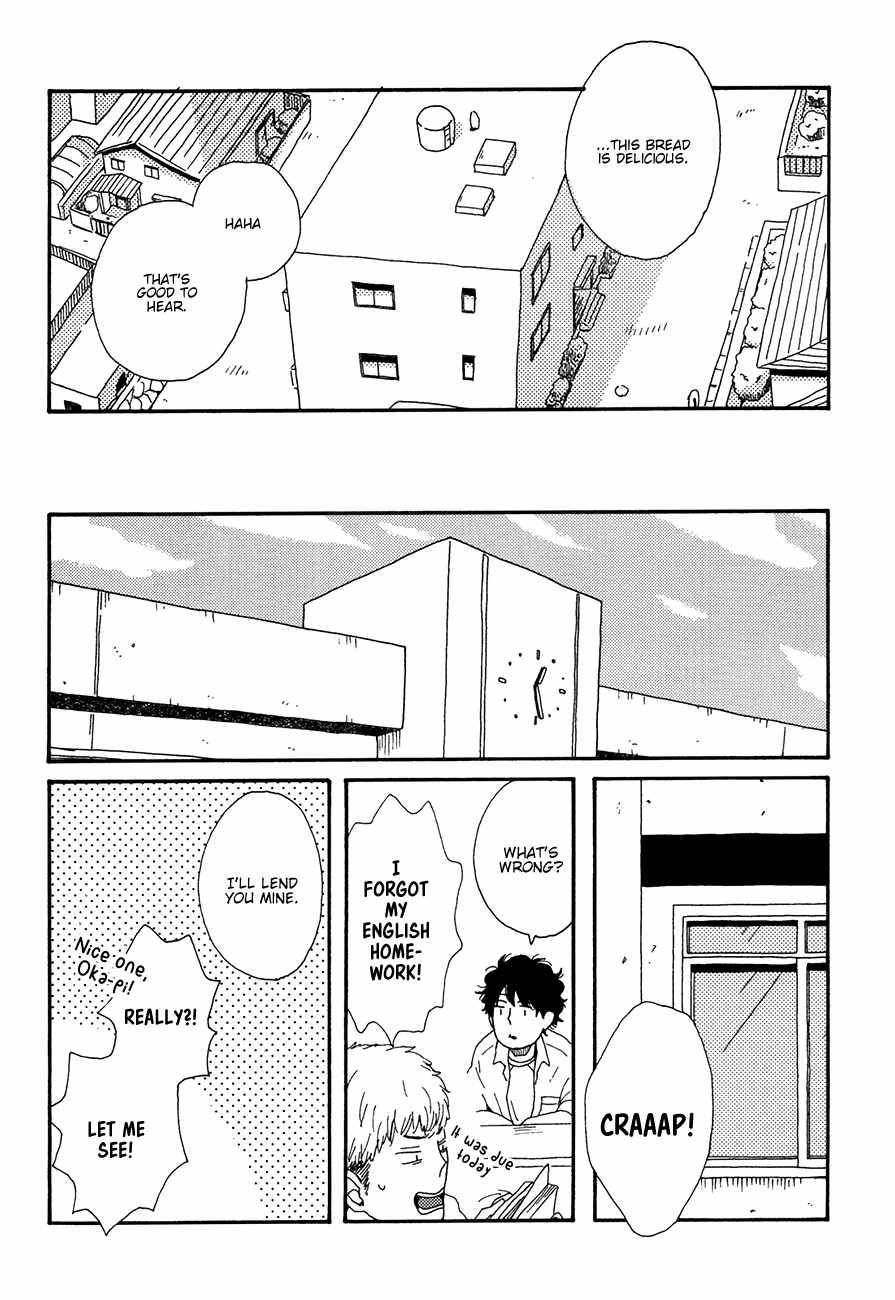 ...THIS BREAD
IS DELICIOUS.
HAHA
THAT'S
GOOD TO
HEAR.
CRAAAP!
WHAT'S
WRONG?
I
FORGOT
MY
ENGLISH
HOME-
WORK!
It was due
today
I'LL LEND
YOU MINE.
Nice one,
Oka-pi!
REALLY?!
LET ME
SEE!